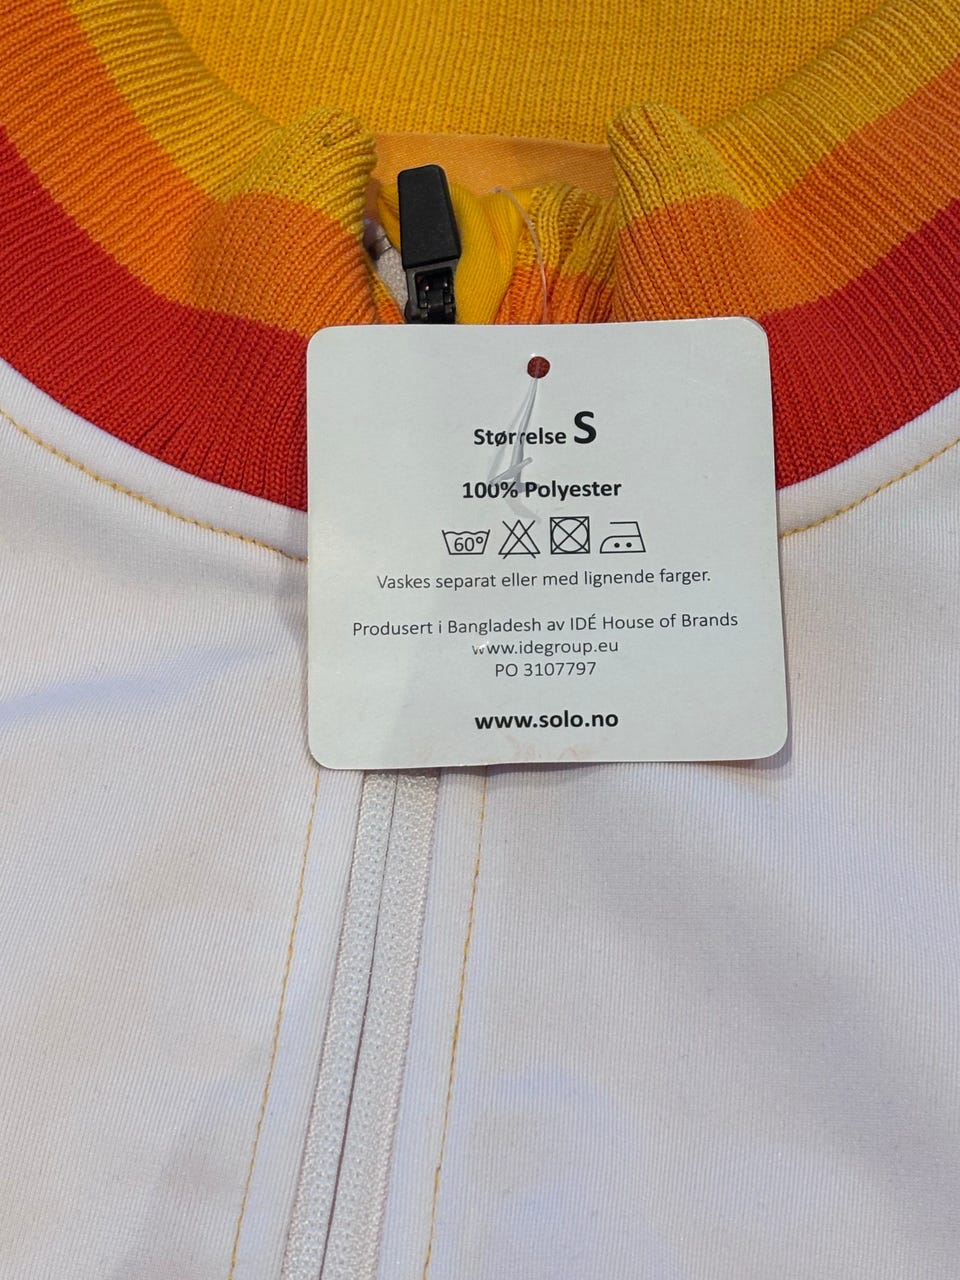 Størrelse S
100% Polyester
60°
Vaskes separat eller med lignende farger.
Produsert i Bangladesh av IDÉ House of Brands
www.idegroup.eu
PO 3107797
www.solo.no